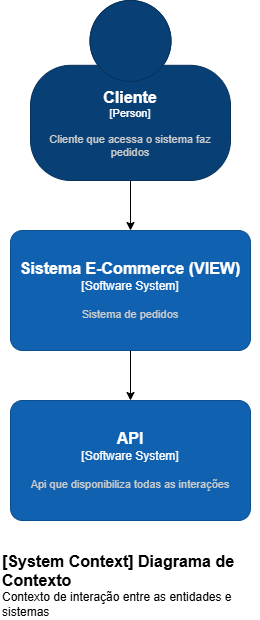 Cliente
[Person]
Cliente que acessa o sistema faz
pedidos
Sistema E-Commerce (VIEW)
[Software System]
Sistema de pedidos
API
[Software System]
Api que disponibiliza todas as interações
[System Context] Diagrama de
Contexto
Contexto de interação entre as entidades e
sistemas